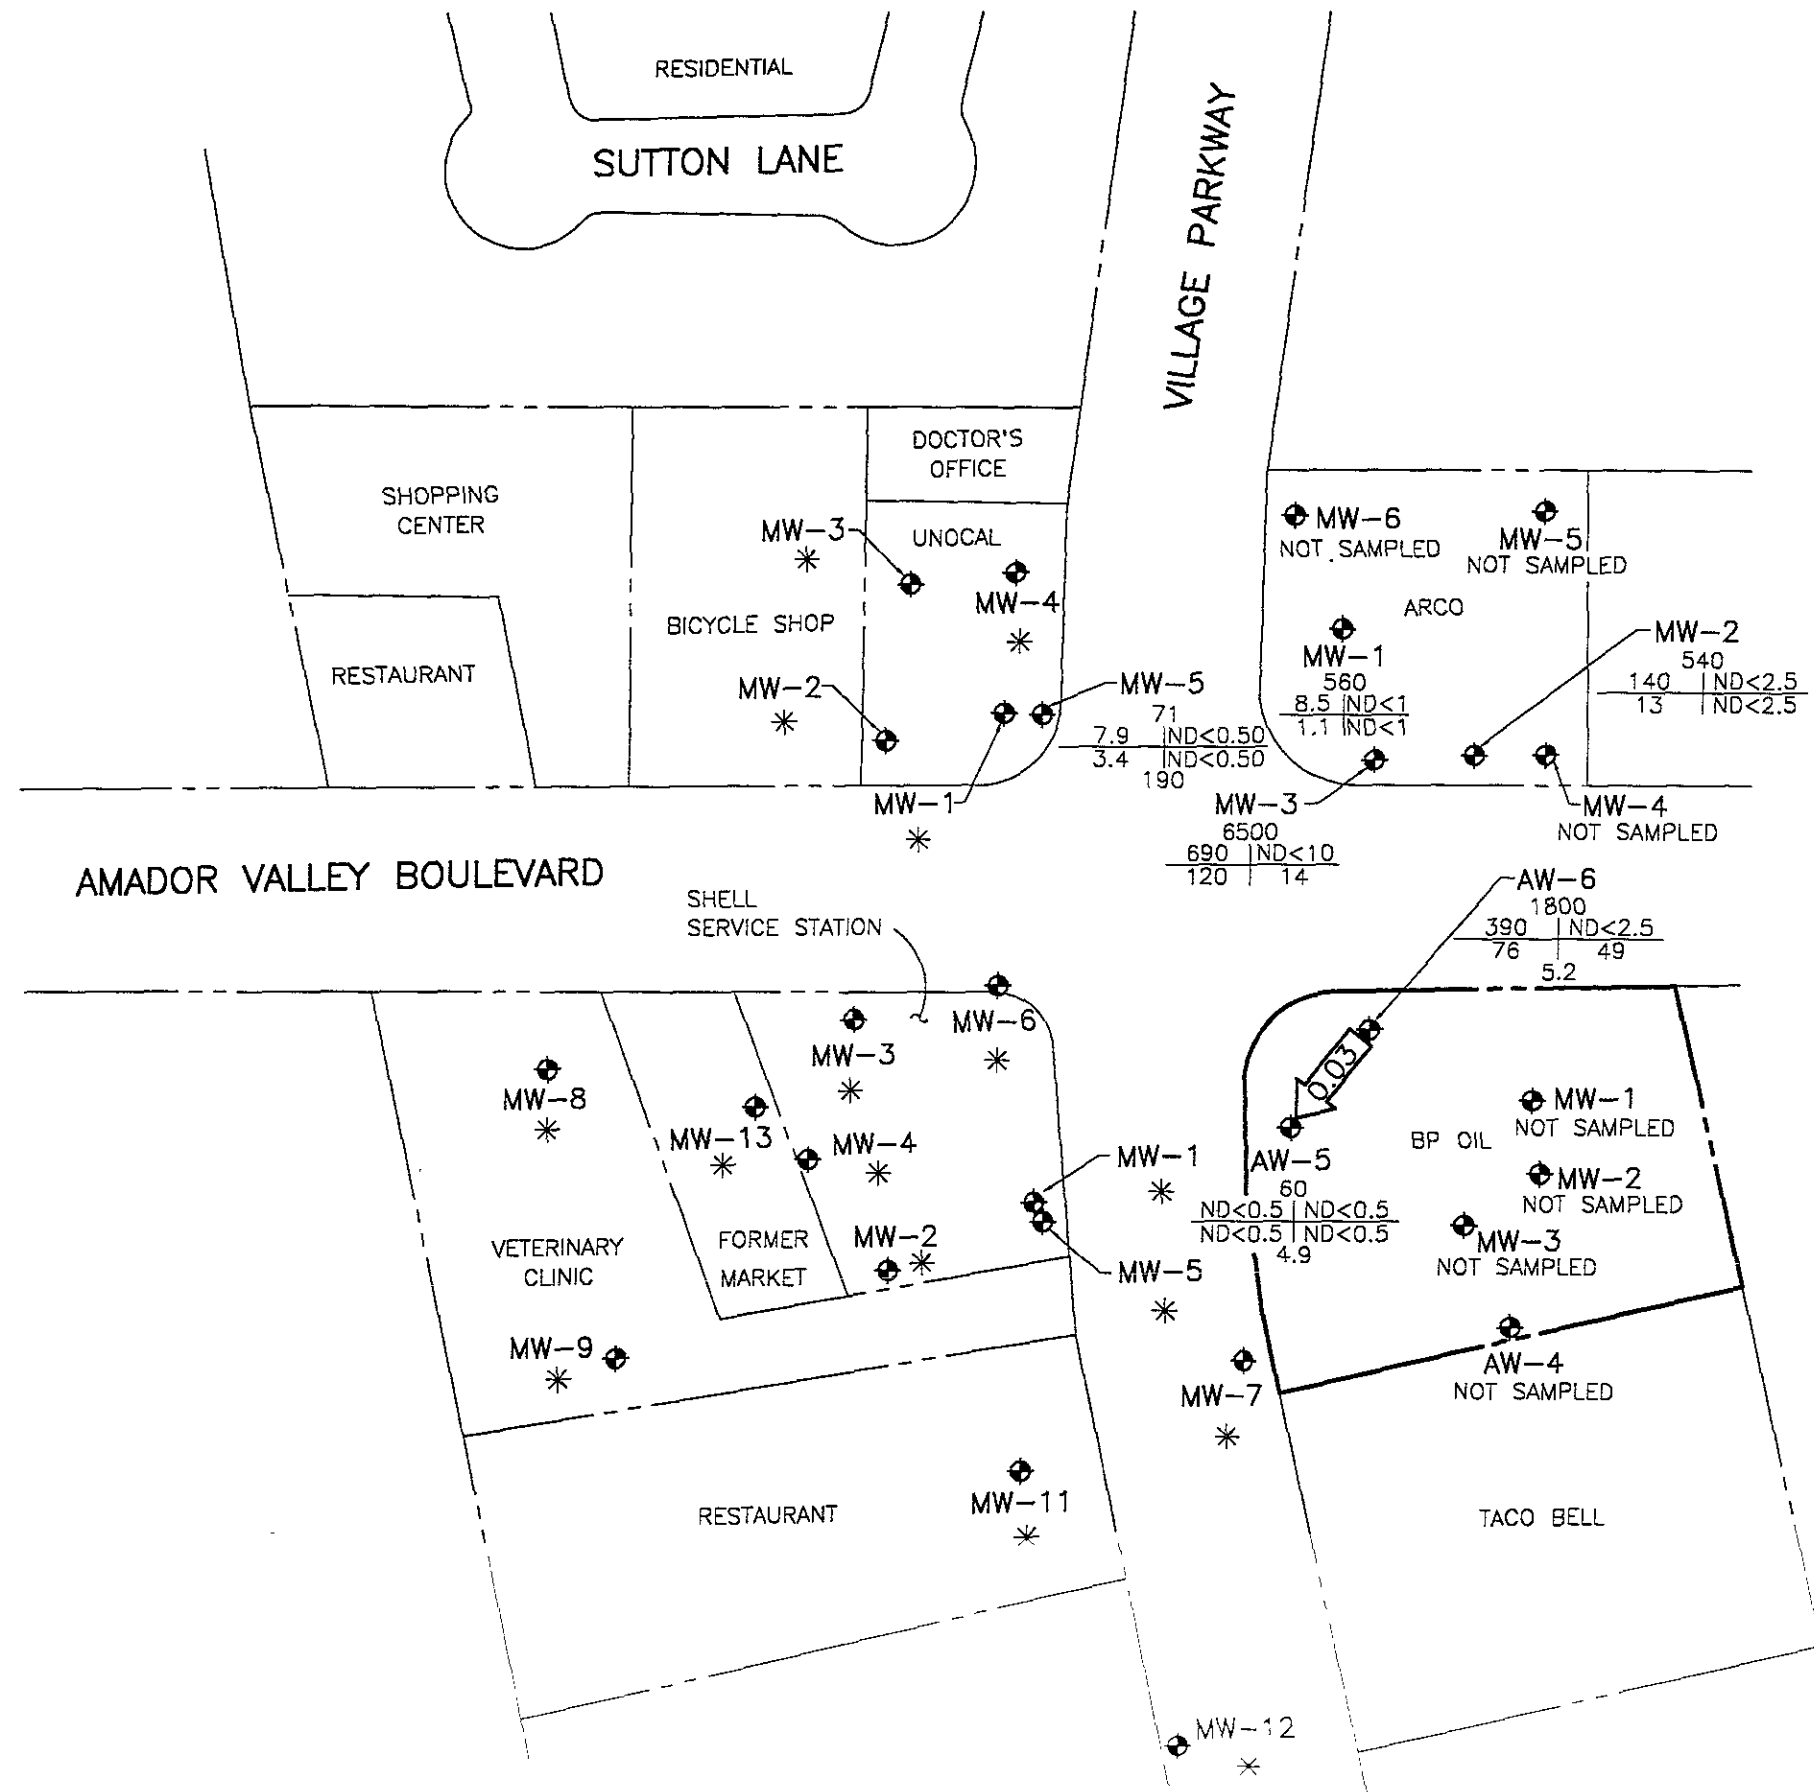 RESIDENTIAL
SUTTON LANE
VILLAGE PARKWAY
SHOPPING
CENTER
RESTAURANT
BICYCLE SHOP
DOCTOR'S
OFFICE
UNOCAL
MW-3
*
MW-4
*
MW-2
*
MW-1
*
MW-5
71
7.9 | ND<0.50
3.4 | ND<0.50
190
MW-6
NOT SAMPLED
MW-5
NOT SAMPLED
ARCO
MW-1
560
8.5 | ND<1
1.1 | ND<1
MW-2
540
140 | ND<2.5
13 | ND<2.5
MW-3
6500
690 | ND<10
120 | 14
MW-4
NOT SAMPLED
AMADOR VALLEY BOULEVARD
SHELL
SERVICE STATION
AW-6
1800
390 | ND<2.5
76 | 49
5.2
0.03
MW-6
*
MW-3
*
MW-8
*
MW-13
*
MW-4
*
MW-1
*
AW-5
60
ND<0.5 | ND<0.5
ND<0.5 | ND<0.5
4.9
BP OIL
MW-1
NOT SAMPLED
MW-2
NOT SAMPLED
MW-3
NOT SAMPLED
VETERINARY
CLINIC
FORMER
MARKET
MW-2
*
MW-5
*
MW-9
*
MW-7
*
AW-4
NOT SAMPLED
RESTAURANT
MW-11
*
TACO BELL
MW-12
*